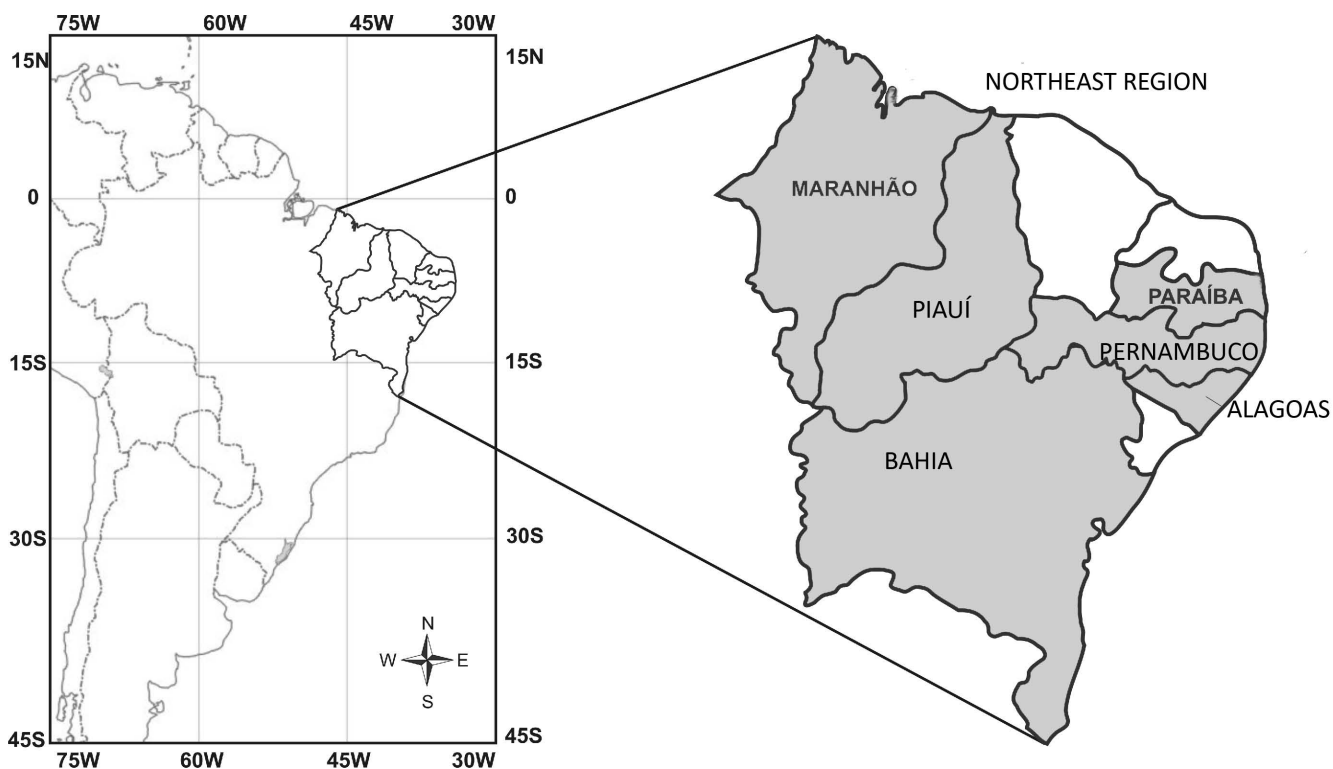 75W 60W 45W 30W
15N 15N
NORTHEAST REGION
MARANHÃO
0 0
PARAÍBA
PIAUÍ
PERNAMBUCO
15S 15S
ALAGOAS
BAHIA
30S 30S
N
W E
S
45S 45S
75W 60W 45W 30W